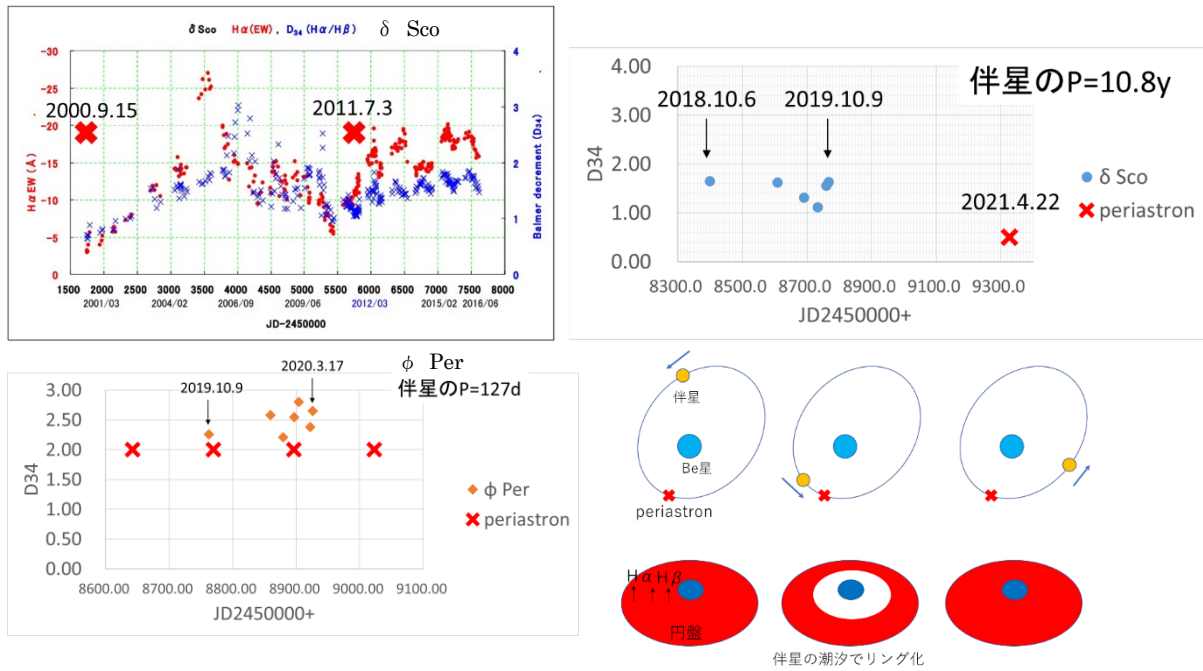 δ Sco Hα(EW) , D34 (Hα/Hβ) δ Sco
-30
-25
-20
-15
-10
-5
0
Hα EW (Å)
4
3
2
1
0
Balmer decrement (D34)
2000.9.15
2011.7.3
1500 2000 2500 3000 3500 4000 4500 5000 5500 6000 6500 7000 7500 8000
2001/03 2004/02 2006/09 2009/06 2012/03 2015/02 2016/06
JD-2450000
伴星のP=10.8y
4.00
3.00
2.00
1.00
0.00
D34
2018.10.6 2019.10.9
2021.4.22
δ Sco
periastron
8300.0 8500.0 8700.0 8900.0 9100.0 9300.0
JD2450000+
φ Per
伴星のP=127d
3.00
2.50
2.00
1.50
1.00
0.50
0.00
D34
2019.10.9
2020.3.17
φ Per
periastron
8600.00 8700.00 8800.00 8900.00 9000.00 9100.00
JD2450000+
伴星
Be星
periastron
Hα Hβ
円盤
伴星の潮汐でリング化